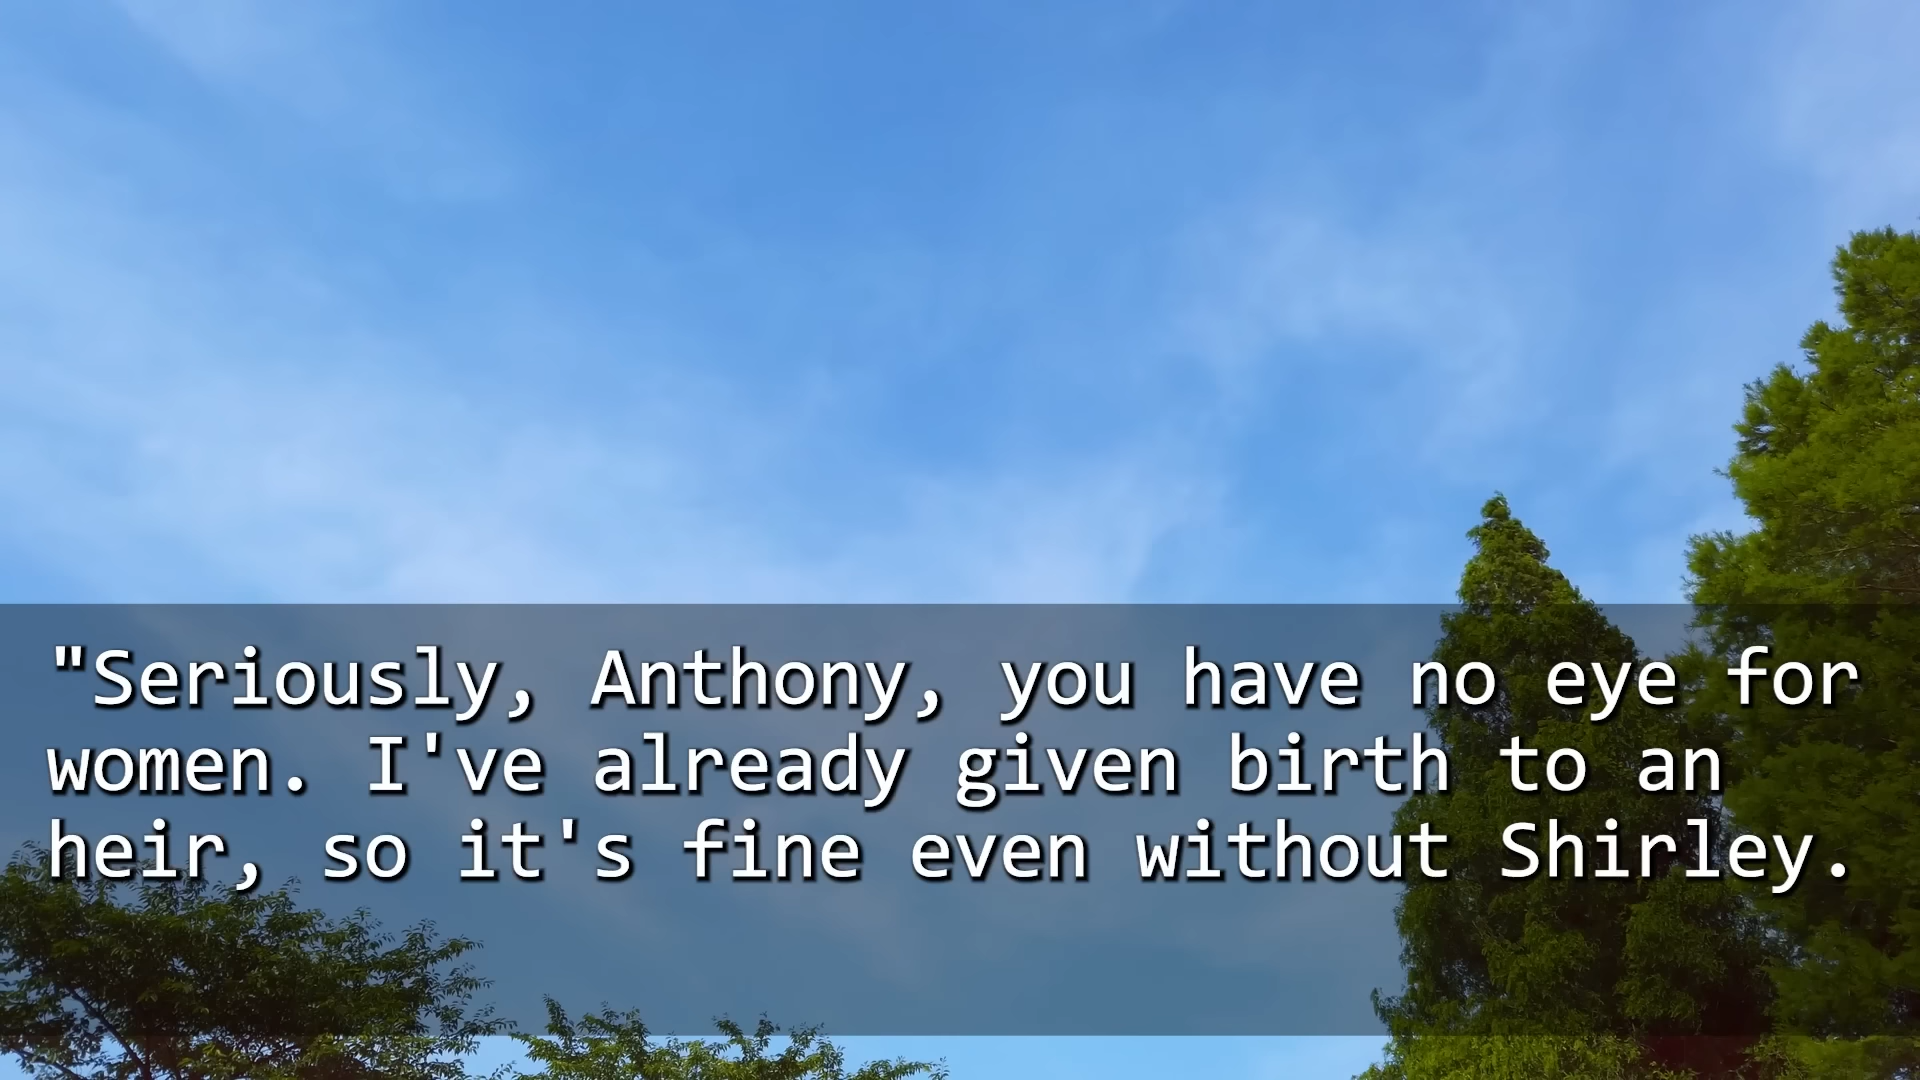 "Seriously, Anthony, you have no eye for
women. I've already given birth to an
heir, so it's fine even without Shirley.